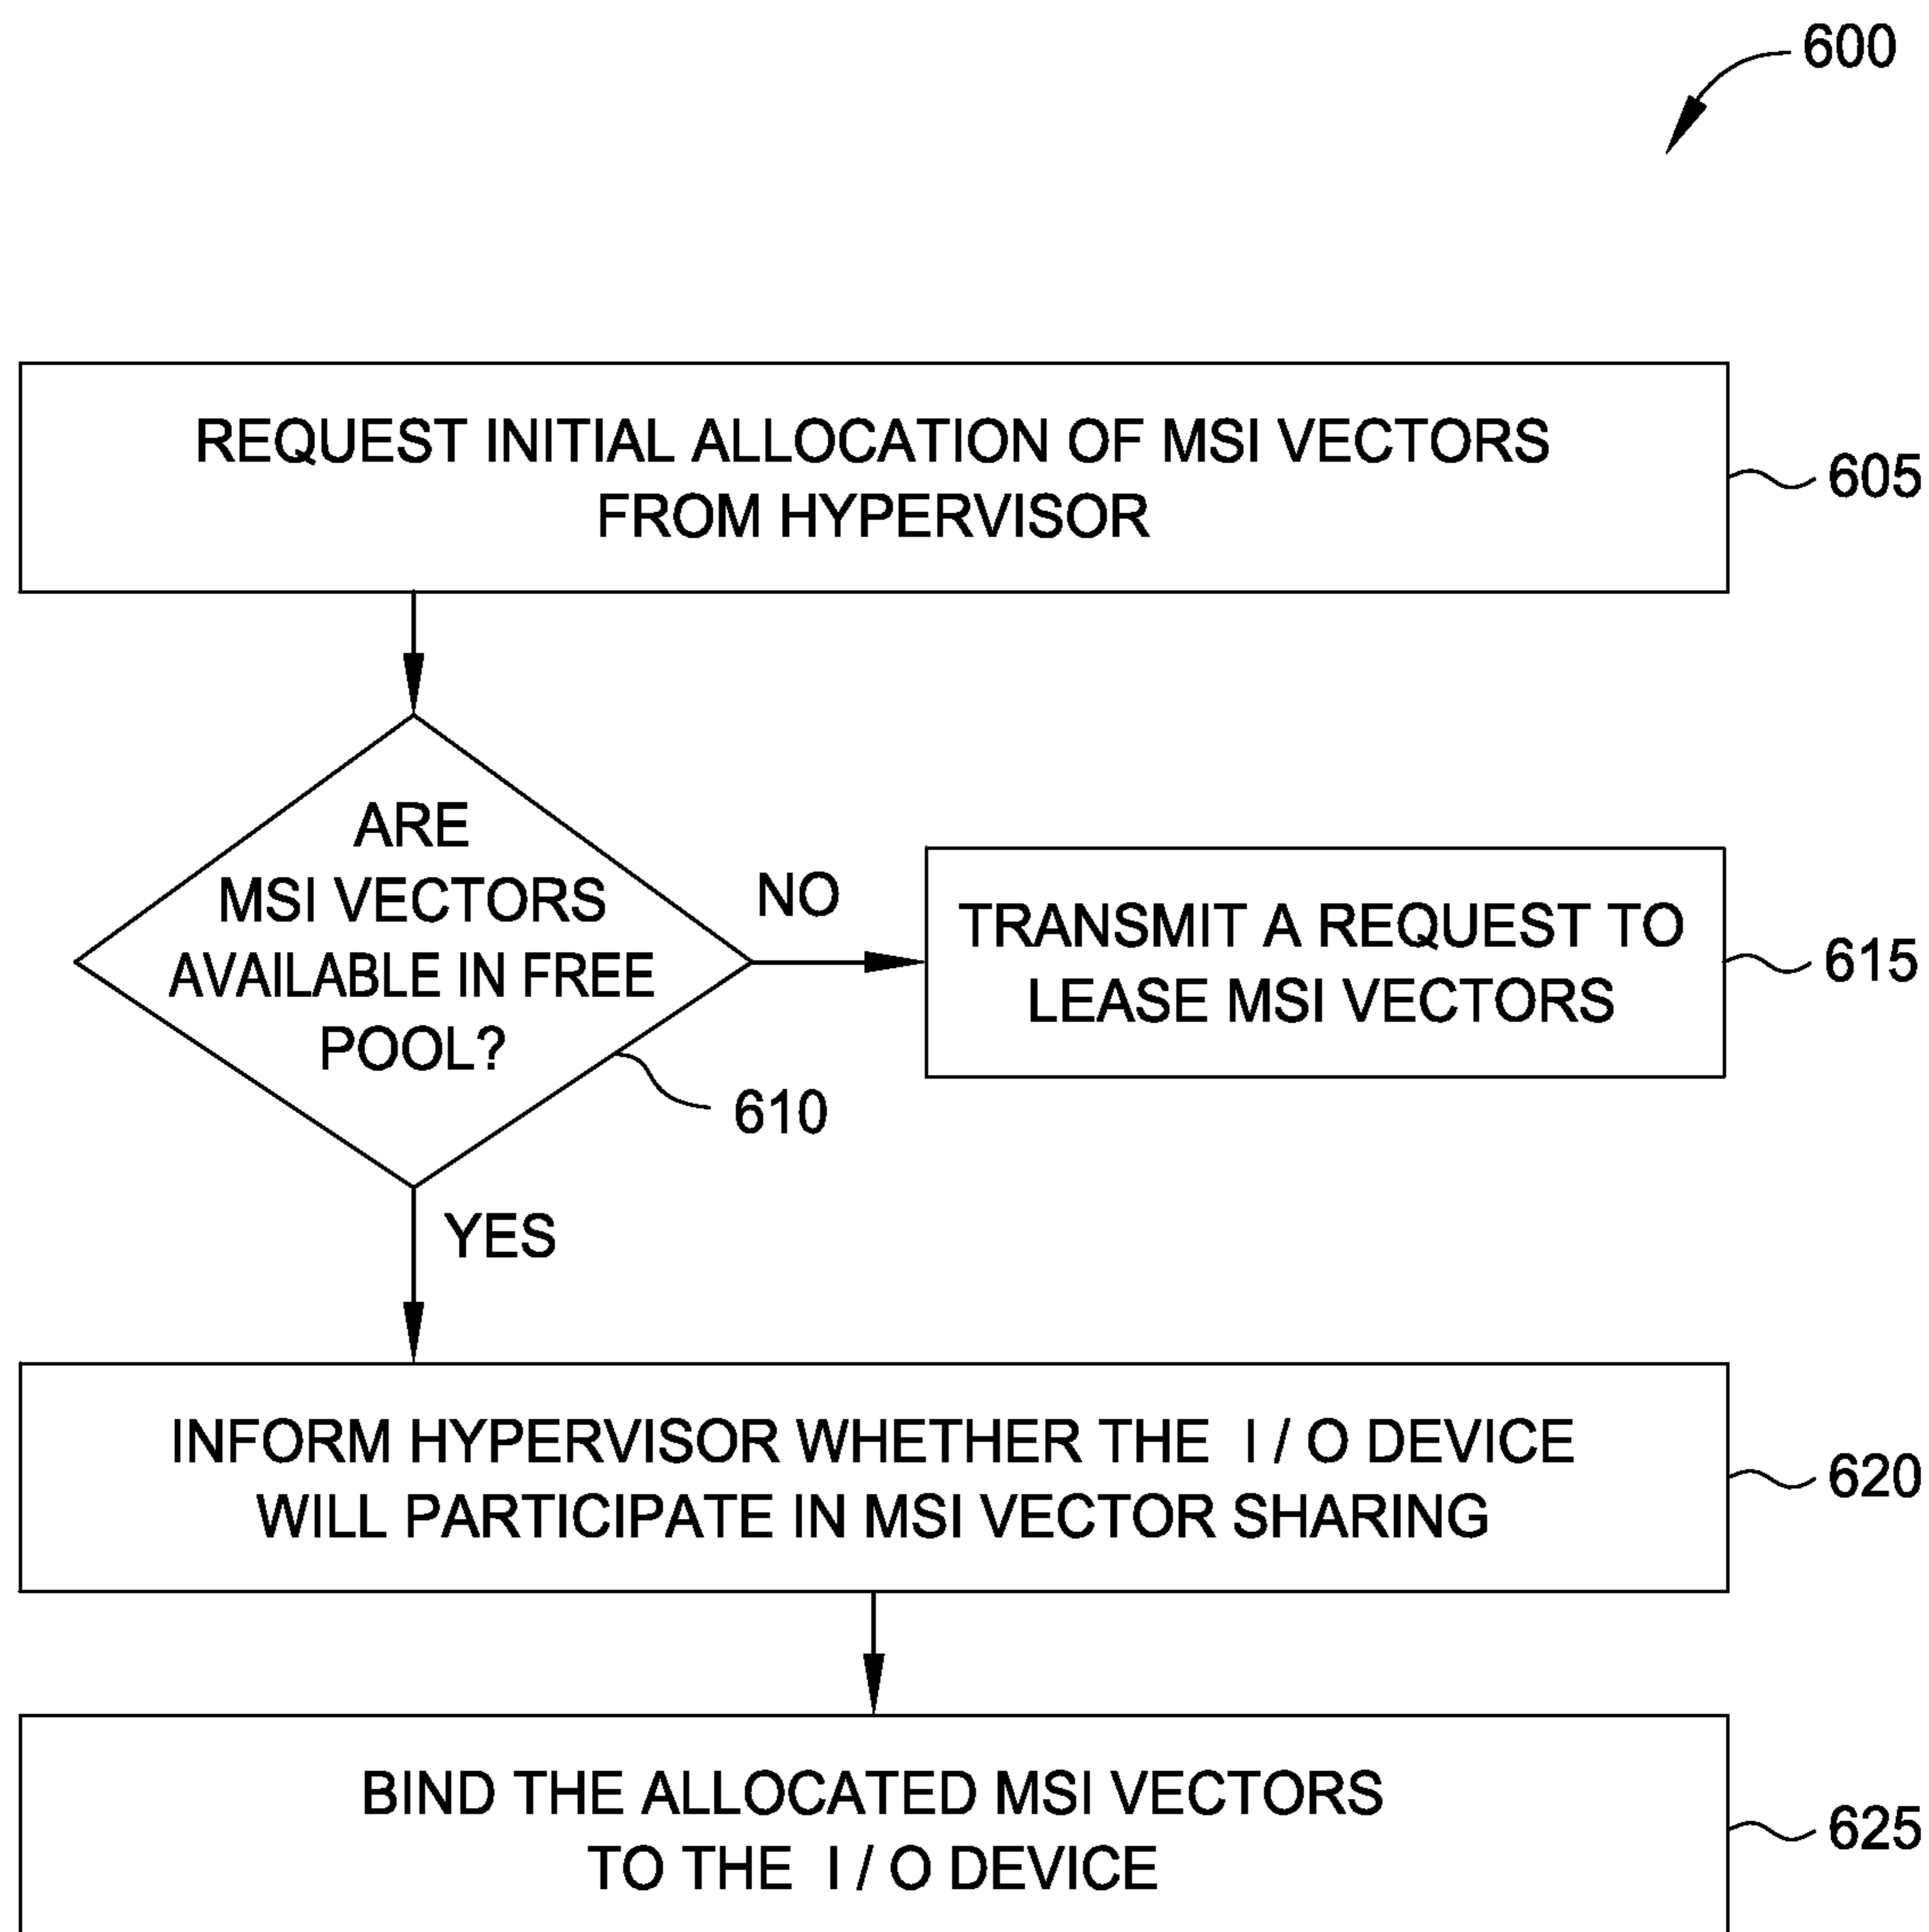 600
REQUEST INITIAL ALLOCATION OF MSI VECTORS
FROM HYPERVISOR
605
ARE
MSI VECTORS
AVAILABLE IN FREE
POOL?
610
NO
TRANSMIT A REQUEST TO
LEASE MSI VECTORS
615
YES
INFORM HYPERVISOR WHETHER THE I / O DEVICE
WILL PARTICIPATE IN MSI VECTOR SHARING
620
BIND THE ALLOCATED MSI VECTORS
TO THE I / O DEVICE
625